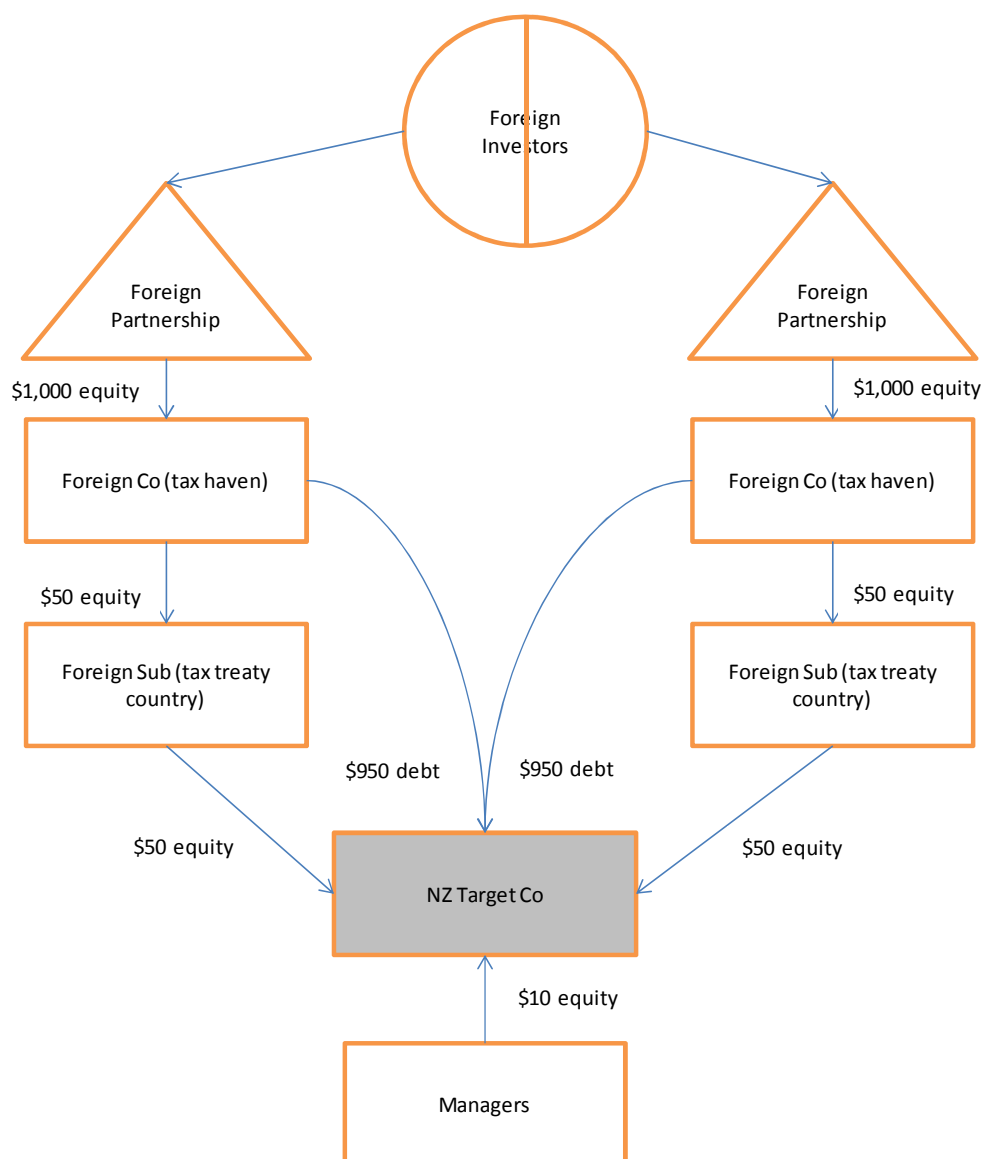 Foreign
Investors
Foreign
Partnership
Foreign
Partnership
$1,000 equity
$1,000 equity
Foreign Co (tax haven)
Foreign Co (tax haven)
$50 equity
$50 equity
Foreign Sub (tax treaty
country)
Foreign Sub (tax treaty
country)
$950 debt
$950 debt
$50 equity
$50 equity
NZ Target Co
$10 equity
Managers